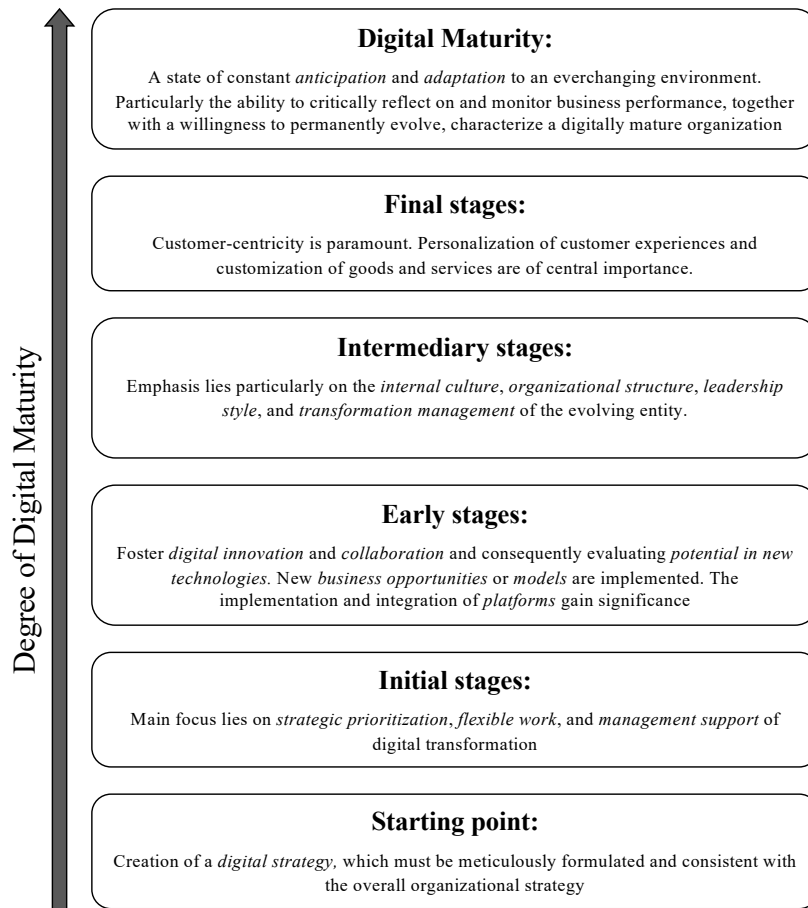 Degree of Digital Maturity
Digital Maturity:
A state of constant anticipation and adaptation to an everchanging environment.
Particularly the ability to critically reflect on and monitor business performance, together
with a willingness to permanently evolve, characterize a digitally mature organization
Final stages:
Customer-centricity is paramount. Personalization of customer experiences and
customization of goods and services are of central importance.
Intermediary stages:
Emphasis lies particularly on the internal culture, organizational structure, leadership
style, and transformation management of the evolving entity.
Early stages:
Foster digital innovation and collaboration and consequently evaluating potential in new
technologies. New business opportunities or models are implemented. The
implementation and integration of platforms gain significance
Initial stages:
Main focus lies on strategic prioritization, flexible work, and management support of
digital transformation
Starting point:
Creation of a digital strategy, which must be meticulously formulated and consistent with
the overall organizational strategy